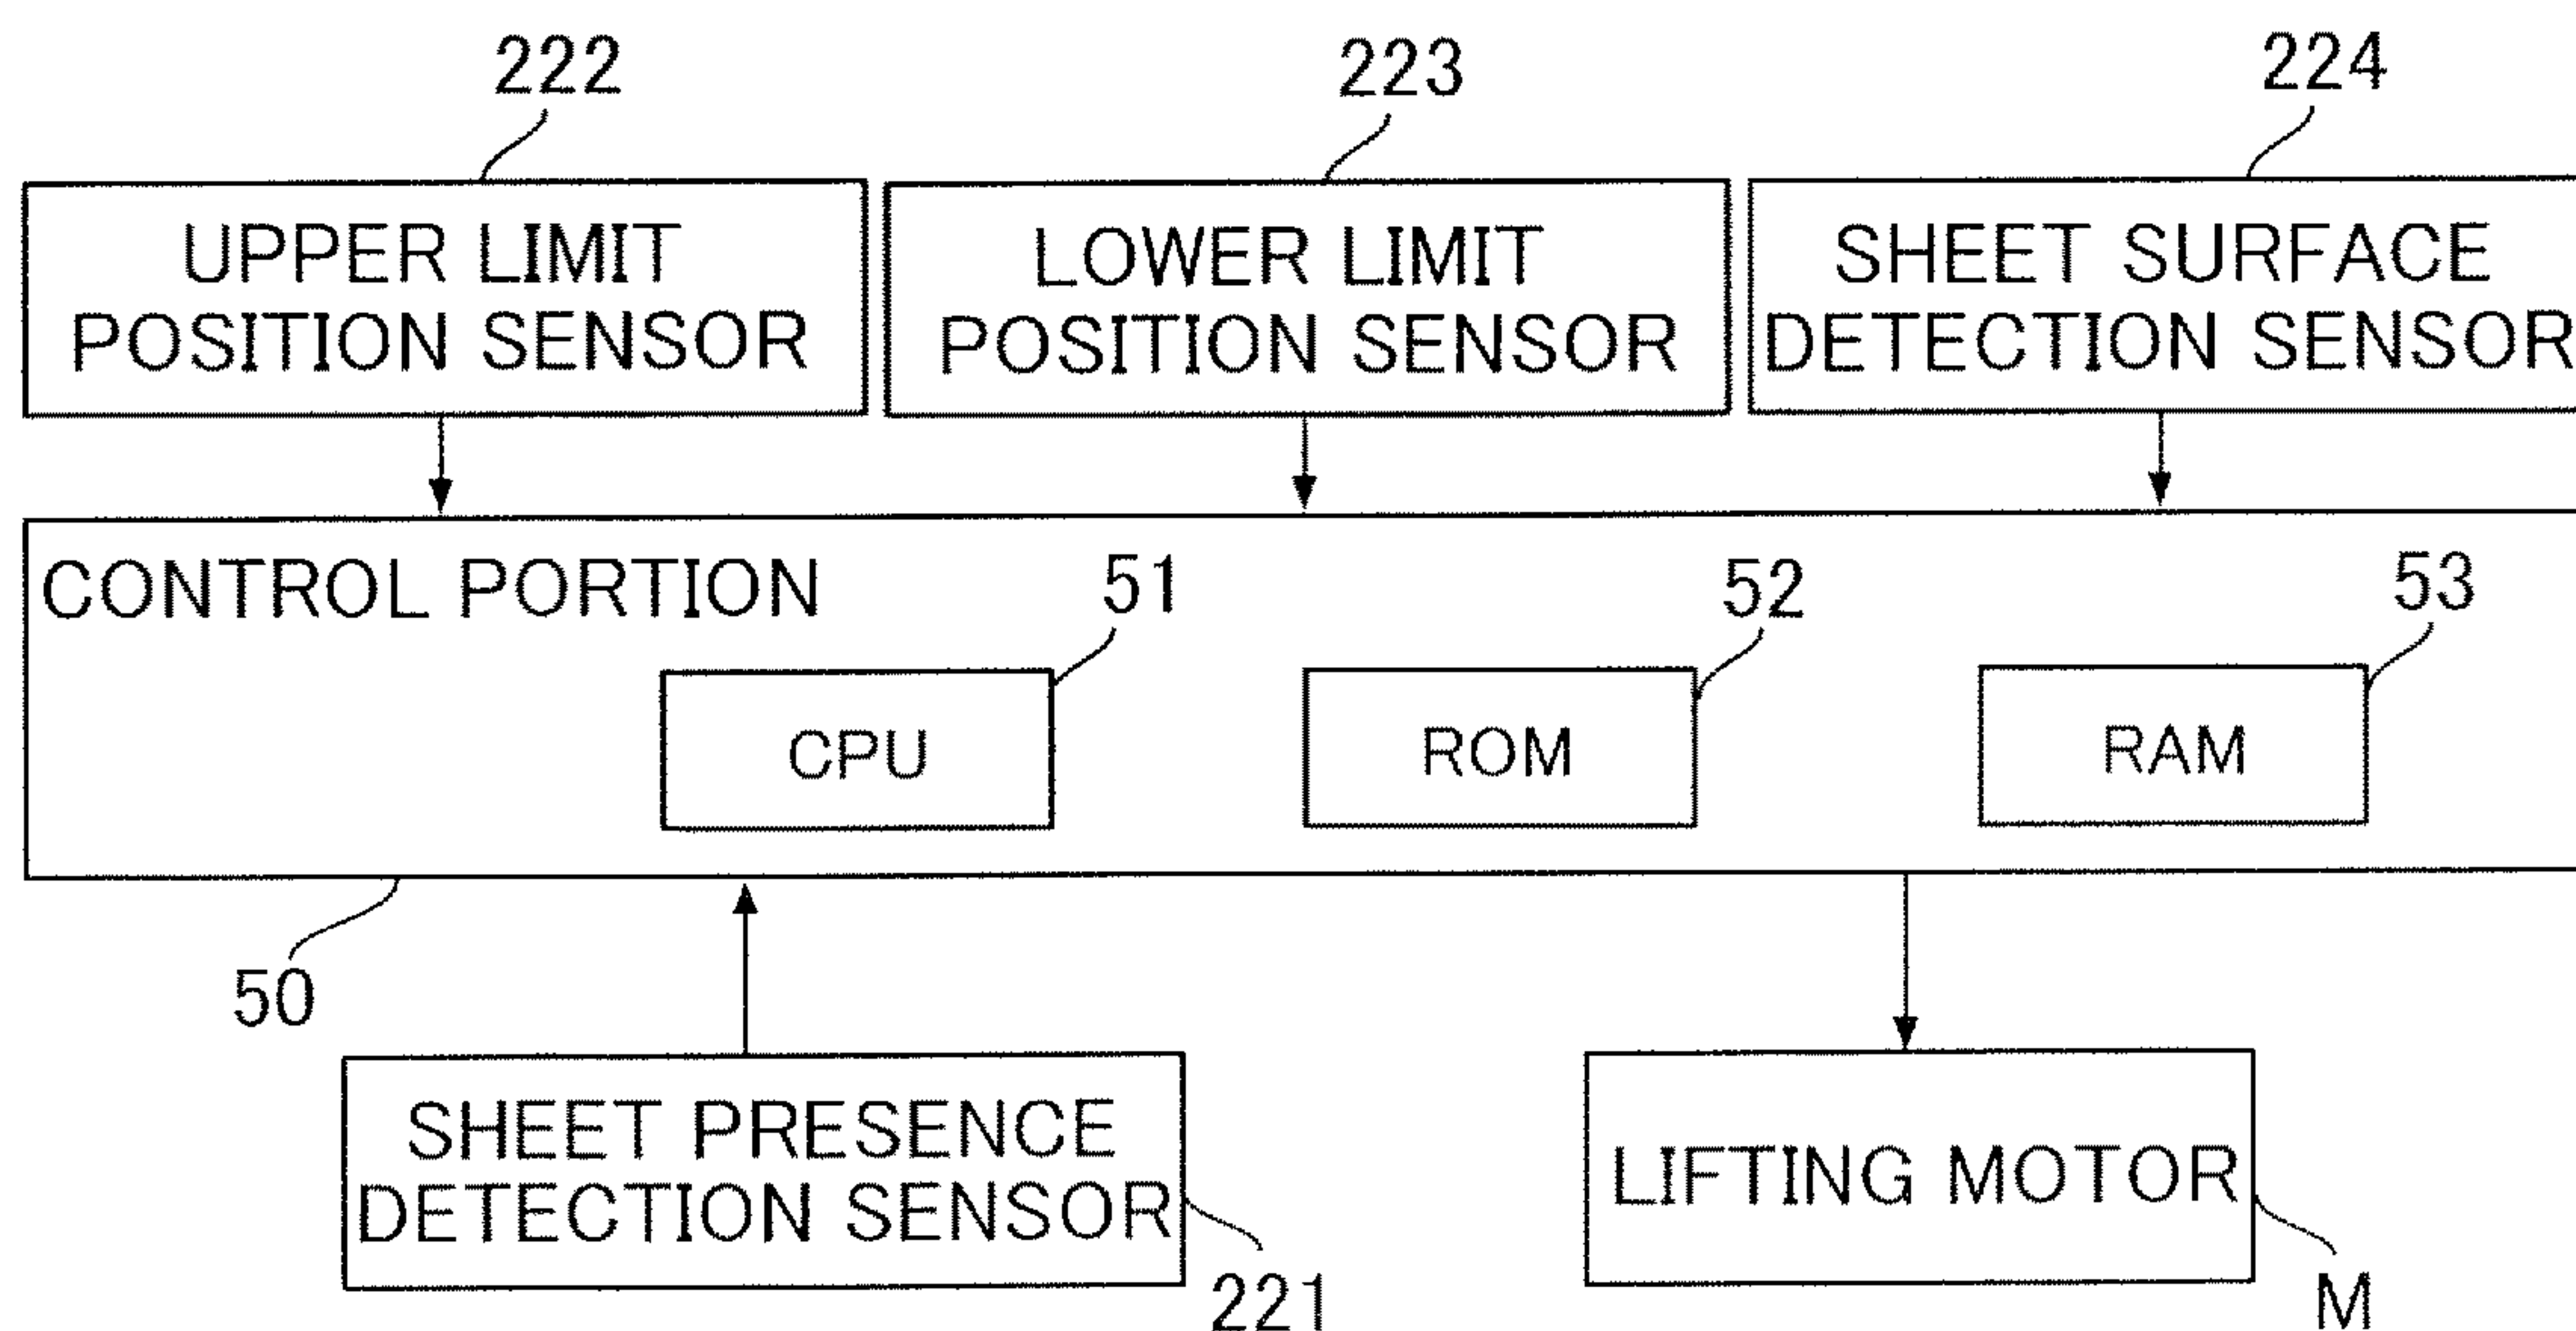 222
223
224
UPPER LIMIT
POSITION SENSOR
LOWER LIMIT
POSITION SENSOR
SHEET SURFACE
DETECTION SENSOR
CONTROL PORTION
51
52
53
CPU
ROM
RAM
50
SHEET PRESENCE
DETECTION SENSOR
LIFTING MOTOR
221
M